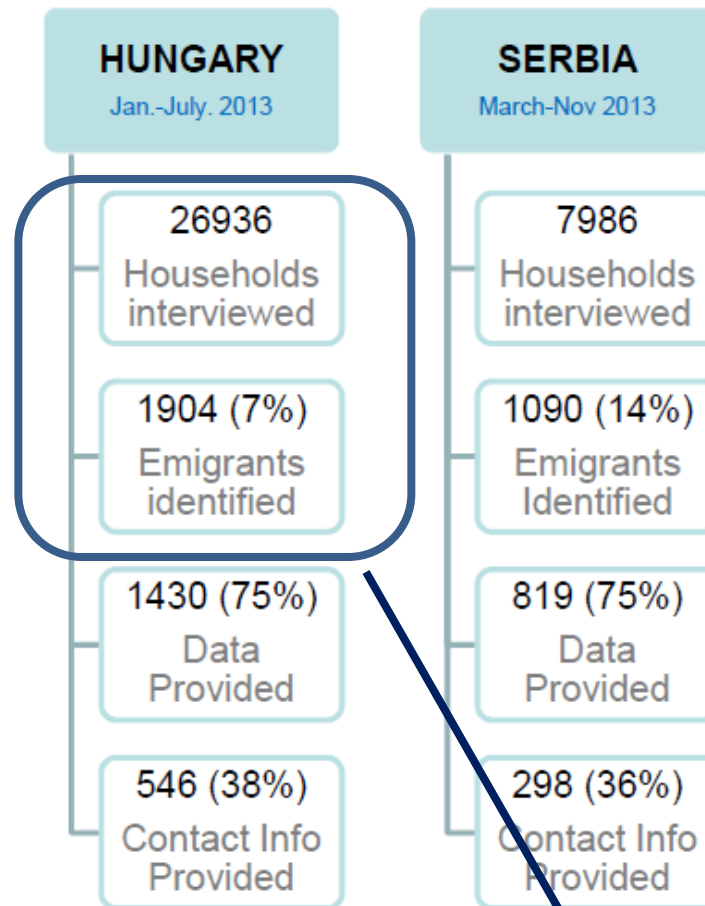 HUNGARY
Jan.-July. 2013
26936
Households
interviewed
1904 (7%)
Emigrants
identified
1430 (75%)
Data
Provided
546 (38%)
Contact Info
Provided
SERBIA
March-Nov 2013
7986
Households
interviewed
1090 (14%)
Emigrants
Identified
819 (75%)
Data
Provided
298 (36%)
Contact Info
Provided